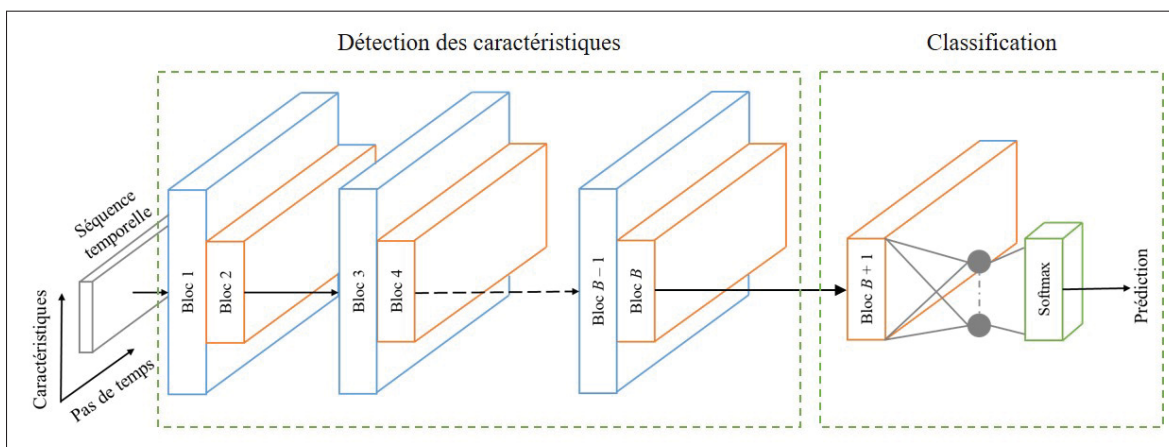 Détection des caractéristiques
Classification
Séquence
temporelle
Caractéristiques
Pas de temps
Bloc 1
Bloc 2
Bloc 3
Bloc 4
Bloc B − 1
Bloc B
Bloc B + 1
Softmax
Prédiction